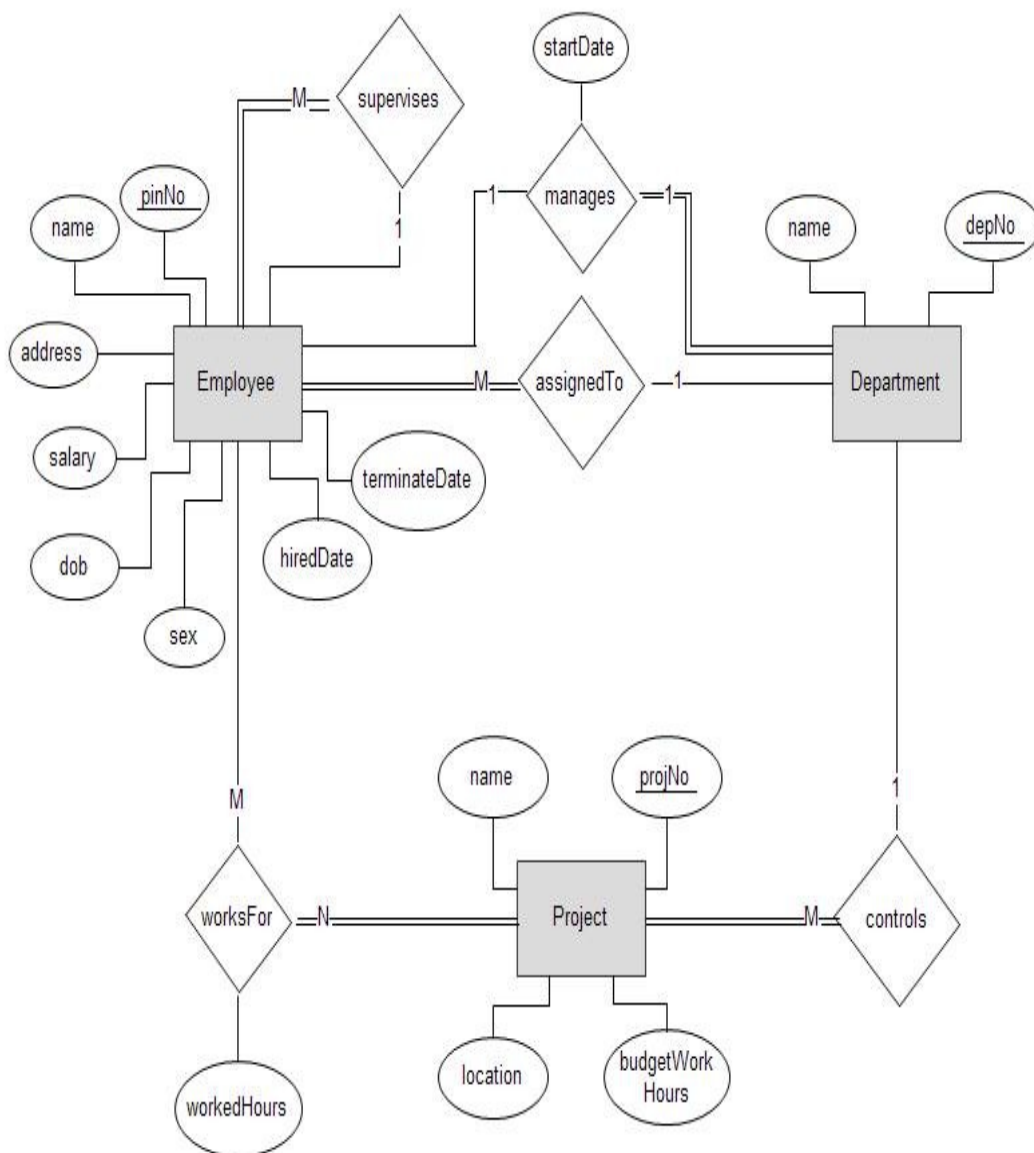 startDate
M
supervises
pinNo
1
manages
1
name
depNo
name
1
address
Employee
M
assignedTo
1
Department
salary
terminateDate
dob
hiredDate
sex
name
projNo
1
M
worksFor
N
Project
M
controls
location
budgetWork
Hours
workedHours